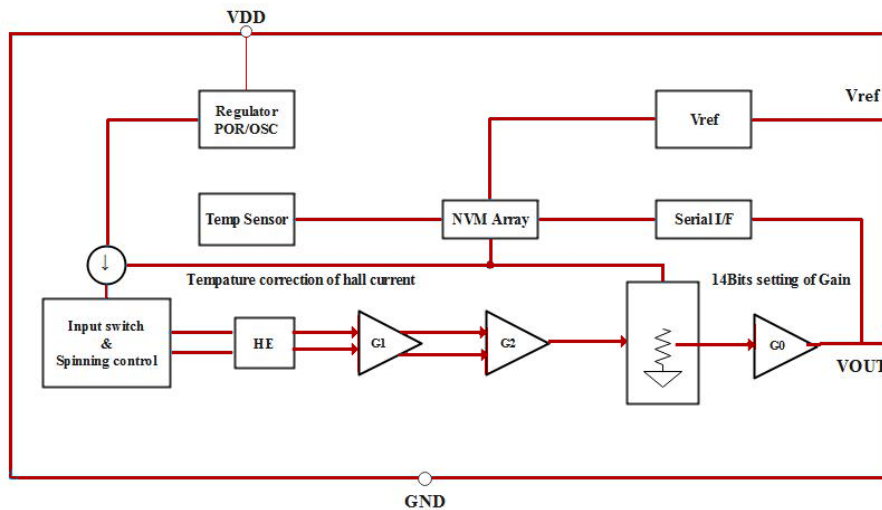 VDD
Regulator
POR/OSC
Vref
Vref
Temp Sensor
NVM Array
Serial I/F
Tempature correction of hall current
14Bits setting of Gain
Input switch
&
Spinning control
HE
G1
G2
G0
VOUT
GND